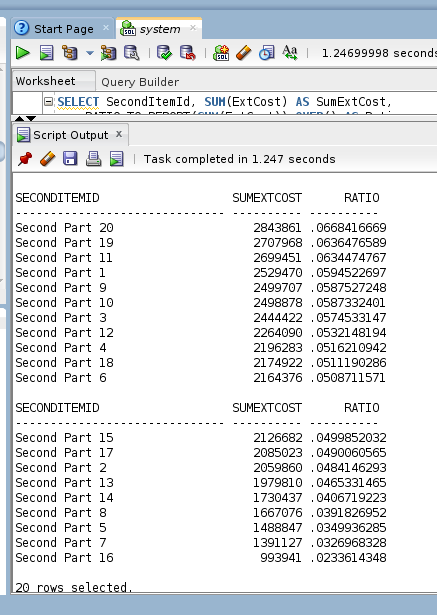 Start Page
system
1.24699998 seconds
Worksheet
Query Builder
SELECT SecondItemId, SUM(ExtCost) AS SumExtCost,
Script Output x
Task completed in 1.247 seconds
SECONDITEMID SUMEXTCOST RATIO
------------------------------ ---------- ----------
Second Part 20 2843861 .0668416669
Second Part 19 2707968 .0636476589
Second Part 11 2699451 .0634474767
Second Part 1 2529470 .0594522697
Second Part 9 2499707 .0587527248
Second Part 10 2498878 .0587332401
Second Part 3 2444422 .0574533147
Second Part 12 2264090 .0532148194
Second Part 4 2196283 .0516210942
Second Part 18 2174922 .0511190286
Second Part 6 2164376 .0508711571
SECONDITEMID SUMEXTCOST RATIO
------------------------------ ---------- ----------
Second Part 15 2126682 .0499852032
Second Part 17 2085023 .0490060565
Second Part 2 2059860 .0484146293
Second Part 13 1979810 .0465331465
Second Part 14 1730437 .0406719223
Second Part 8 1667076 .0391826952
Second Part 5 1488847 .0349936285
Second Part 7 1391127 .0326968328
Second Part 16 993941 .0233614348
20 rows selected.